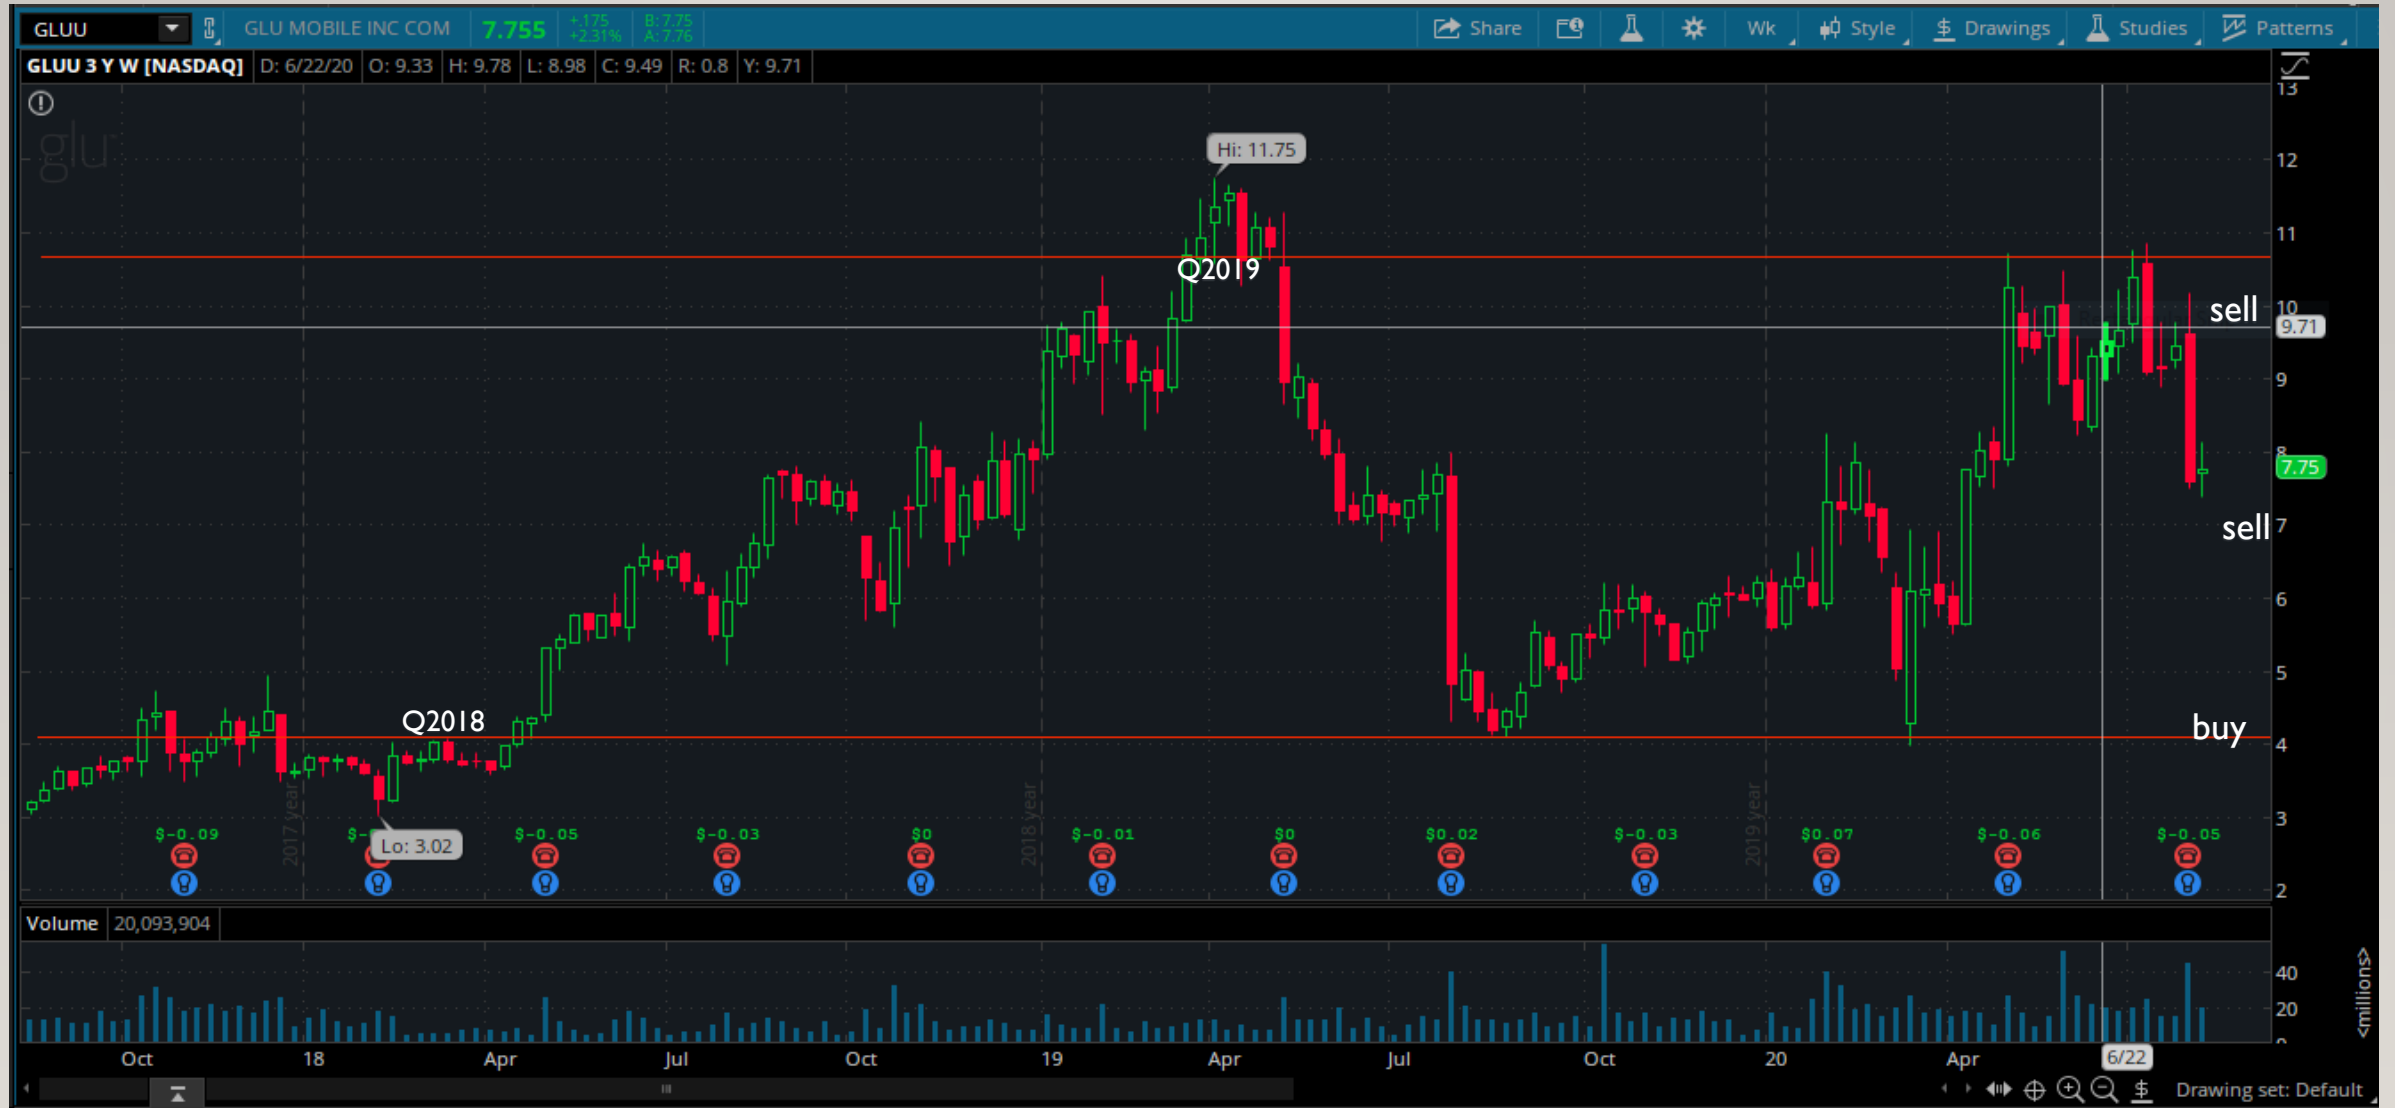 GLUU GLU MOBILE INC COM 7.755 +.175 B: 7.75 Share Wk Style $ Drawings Studies Patterns
+2.31% A: 7.76
GLUU 3 Y W [NASDAQ] D: 6/22/20 O: 9.33 H: 9.78 L: 8.98 C: 9.49 R: 0.8 Y: 9.71
13
glu
Hi: 11.75
12
11
Q2019
sell
10
9.71
9
8
7.75
sell
7
6
5
Q2018
buy
4
2017 year
2018 year
2019 year
3
$-0.09 $-0.05 $-0.03 $0 $-0.01 $0 $0.02 $-0.03 $0.07 $-0.06 $-0.05
Lo: 3.02
2
Volume 20,093,904
40
20
0
<millions>
Oct 18 Apr Jul Oct 19 Apr Jul Oct 20 Apr 6/22
$ Drawing set: Default